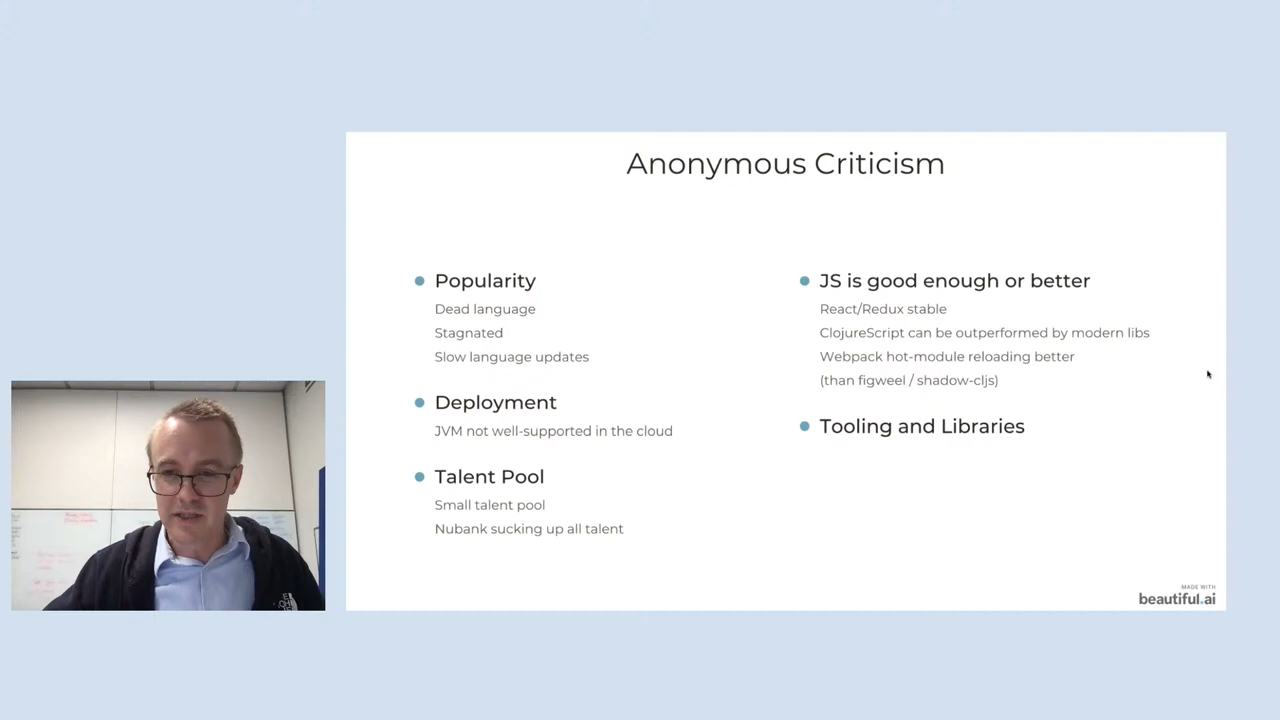 Anonymous Criticism
Popularity
Dead language
Stagnated
Slow language updates
Deployment
JVM not well-supported in the cloud
Talent Pool
Small talent pool
Nubank sucking up all talent
JS is good enough or better
React/Redux stable
ClojureScript can be outperformed by modern libs
Webpack hot-module reloading better
(than figweel / shadow-cljs)
Tooling and Libraries
MADE WITH
beautiful.ai